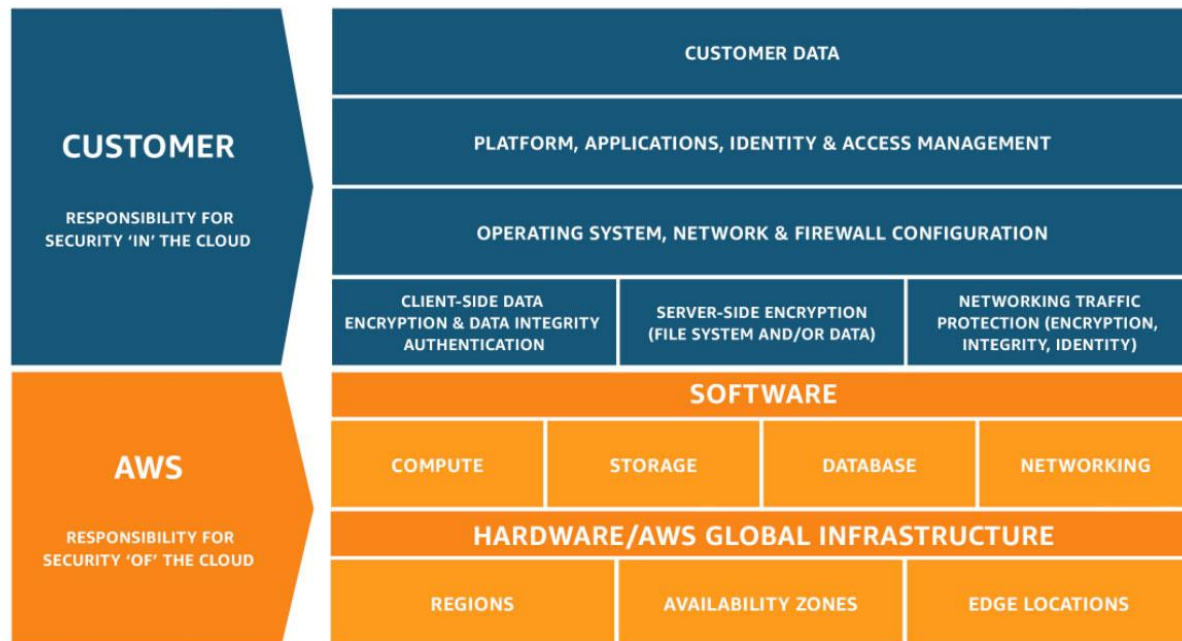 CUSTOMER
RESPONSIBILITY FOR
SECURITY ‘IN’ THE CLOUD
CUSTOMER DATA
PLATFORM, APPLICATIONS, IDENTITY & ACCESS MANAGEMENT
OPERATING SYSTEM, NETWORK & FIREWALL CONFIGURATION
CLIENT-SIDE DATA
ENCRYPTION & DATA INTEGRITY
AUTHENTICATION
SERVER-SIDE ENCRYPTION
(FILE SYSTEM AND/OR DATA)
NETWORKING TRAFFIC
PROTECTION (ENCRYPTION,
INTEGRITY, IDENTITY)
AWS
RESPONSIBILITY FOR
SECURITY ‘OF’ THE CLOUD
SOFTWARE
COMPUTE
STORAGE
DATABASE
NETWORKING
HARDWARE/AWS GLOBAL INFRASTRUCTURE
REGIONS
AVAILABILITY ZONES
EDGE LOCATIONS